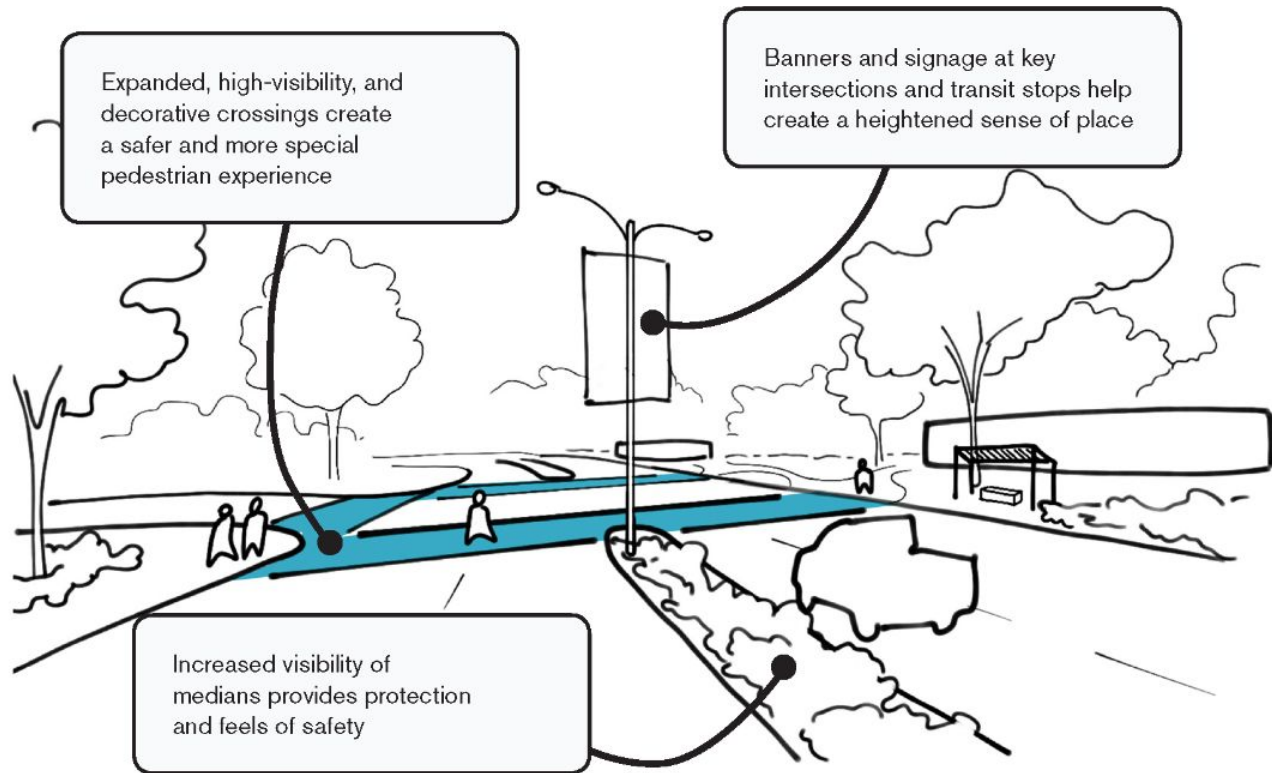 Expanded, high-visibility, and
decorative crossings create
a safer and more special
pedestrian experience
Banners and signage at key
intersections and transit stops help
create a heightened sense of place
Increased visibility of
medians provides protection
and feels of safety